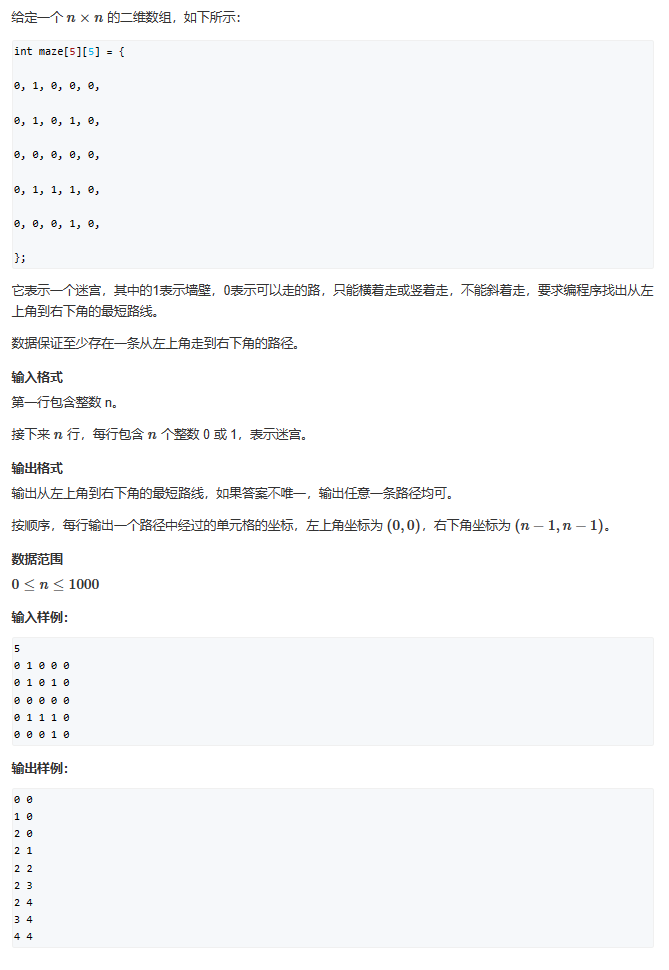 给定一个 n × n 的二维数组，如下所示：
int maze[5][5] = {
0, 1, 0, 0, 0,
0, 1, 0, 1, 0,
0, 0, 0, 0, 0,
0, 1, 1, 1, 0,
0, 0, 0, 1, 0,
};
它表示一个迷宫，其中的1表示墙壁，0表示可以走的路，只能横着走或竖着走，不能斜着走，要求编程序找出从左
上角到右下角的最短路线。
数据保证至少存在一条从左上角走到右下角的路径。
输入格式
第一行包含整数 n。
接下来 n 行，每行包含 n 个整数 0 或 1，表示迷宫。
输出格式
输出从左上角到右下角的最短路线，如果答案不唯一，输出任意一条路径均可。
按顺序，每行输出一个路径中经过的单元格的坐标，左上角坐标为 (0, 0)，右下角坐标为 (n − 1, n − 1)。
数据范围
0 ≤ n ≤ 1000
输入样例：
5
0 1 0 0 0
0 1 0 1 0
0 0 0 0 0
0 1 1 1 0
0 0 0 1 0
输出样例：
0 0
1 0
2 0
2 1
2 2
2 3
2 4
3 4
4 4